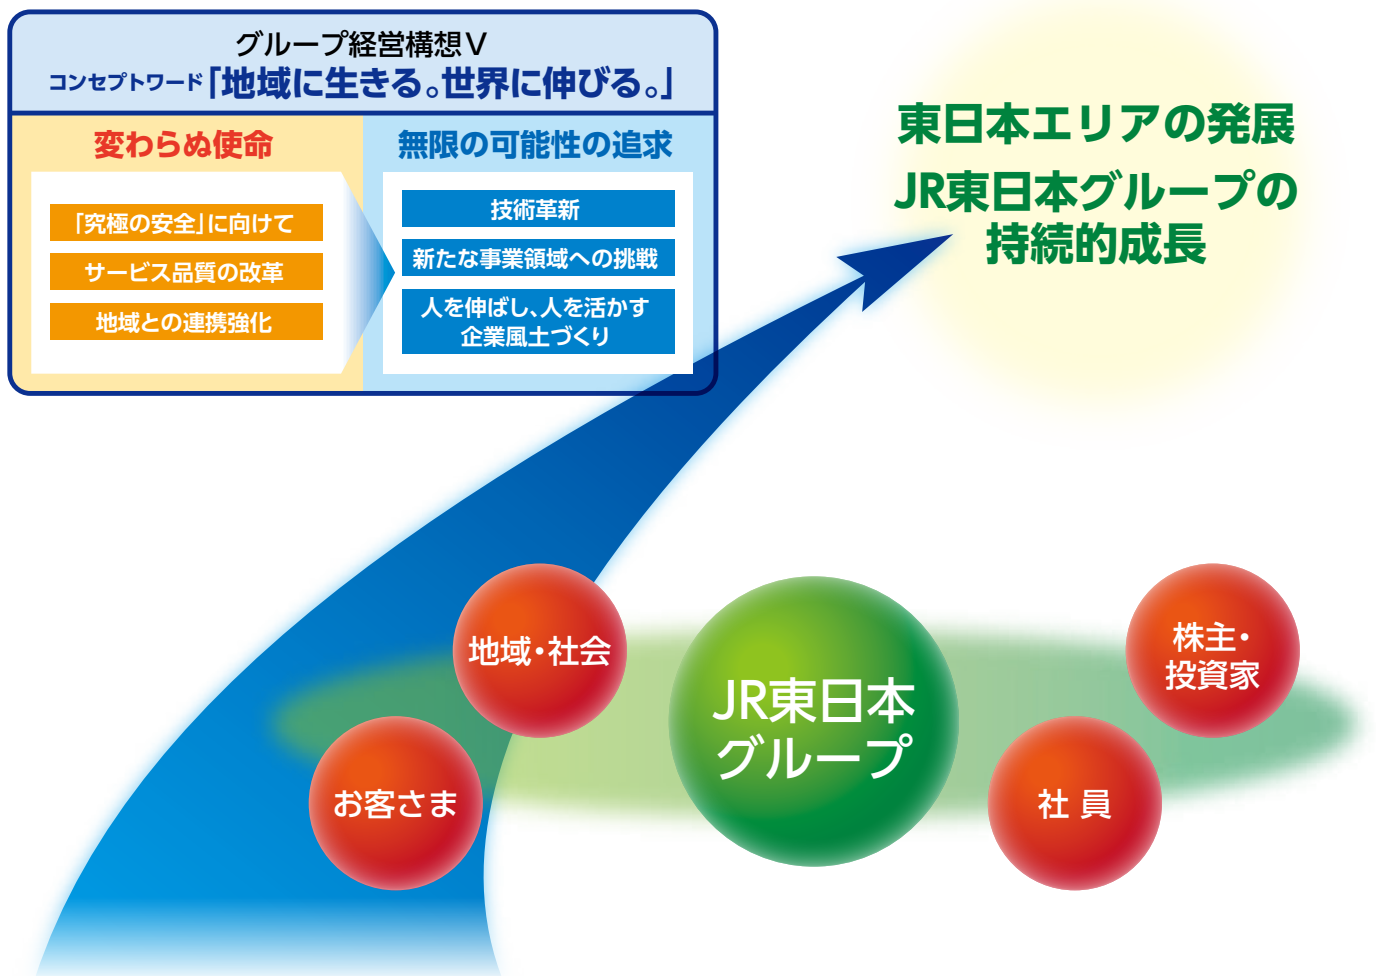 グループ経営構想Ⅴ
コンセプトワード「地域に生きる。世界に伸びる。」
変わらぬ使命
「究極の安全」に向けて
サービス品質の改革
地域との連携強化
無限の可能性の追求
技術革新
新たな事業領域への挑戦
人を伸ばし、人を活かす
企業風土づくり
東日本エリアの発展
JR東日本グループの
持続的成長
地域・社会
お客さま
JR東日本
グループ
株主・
投資家
社 員